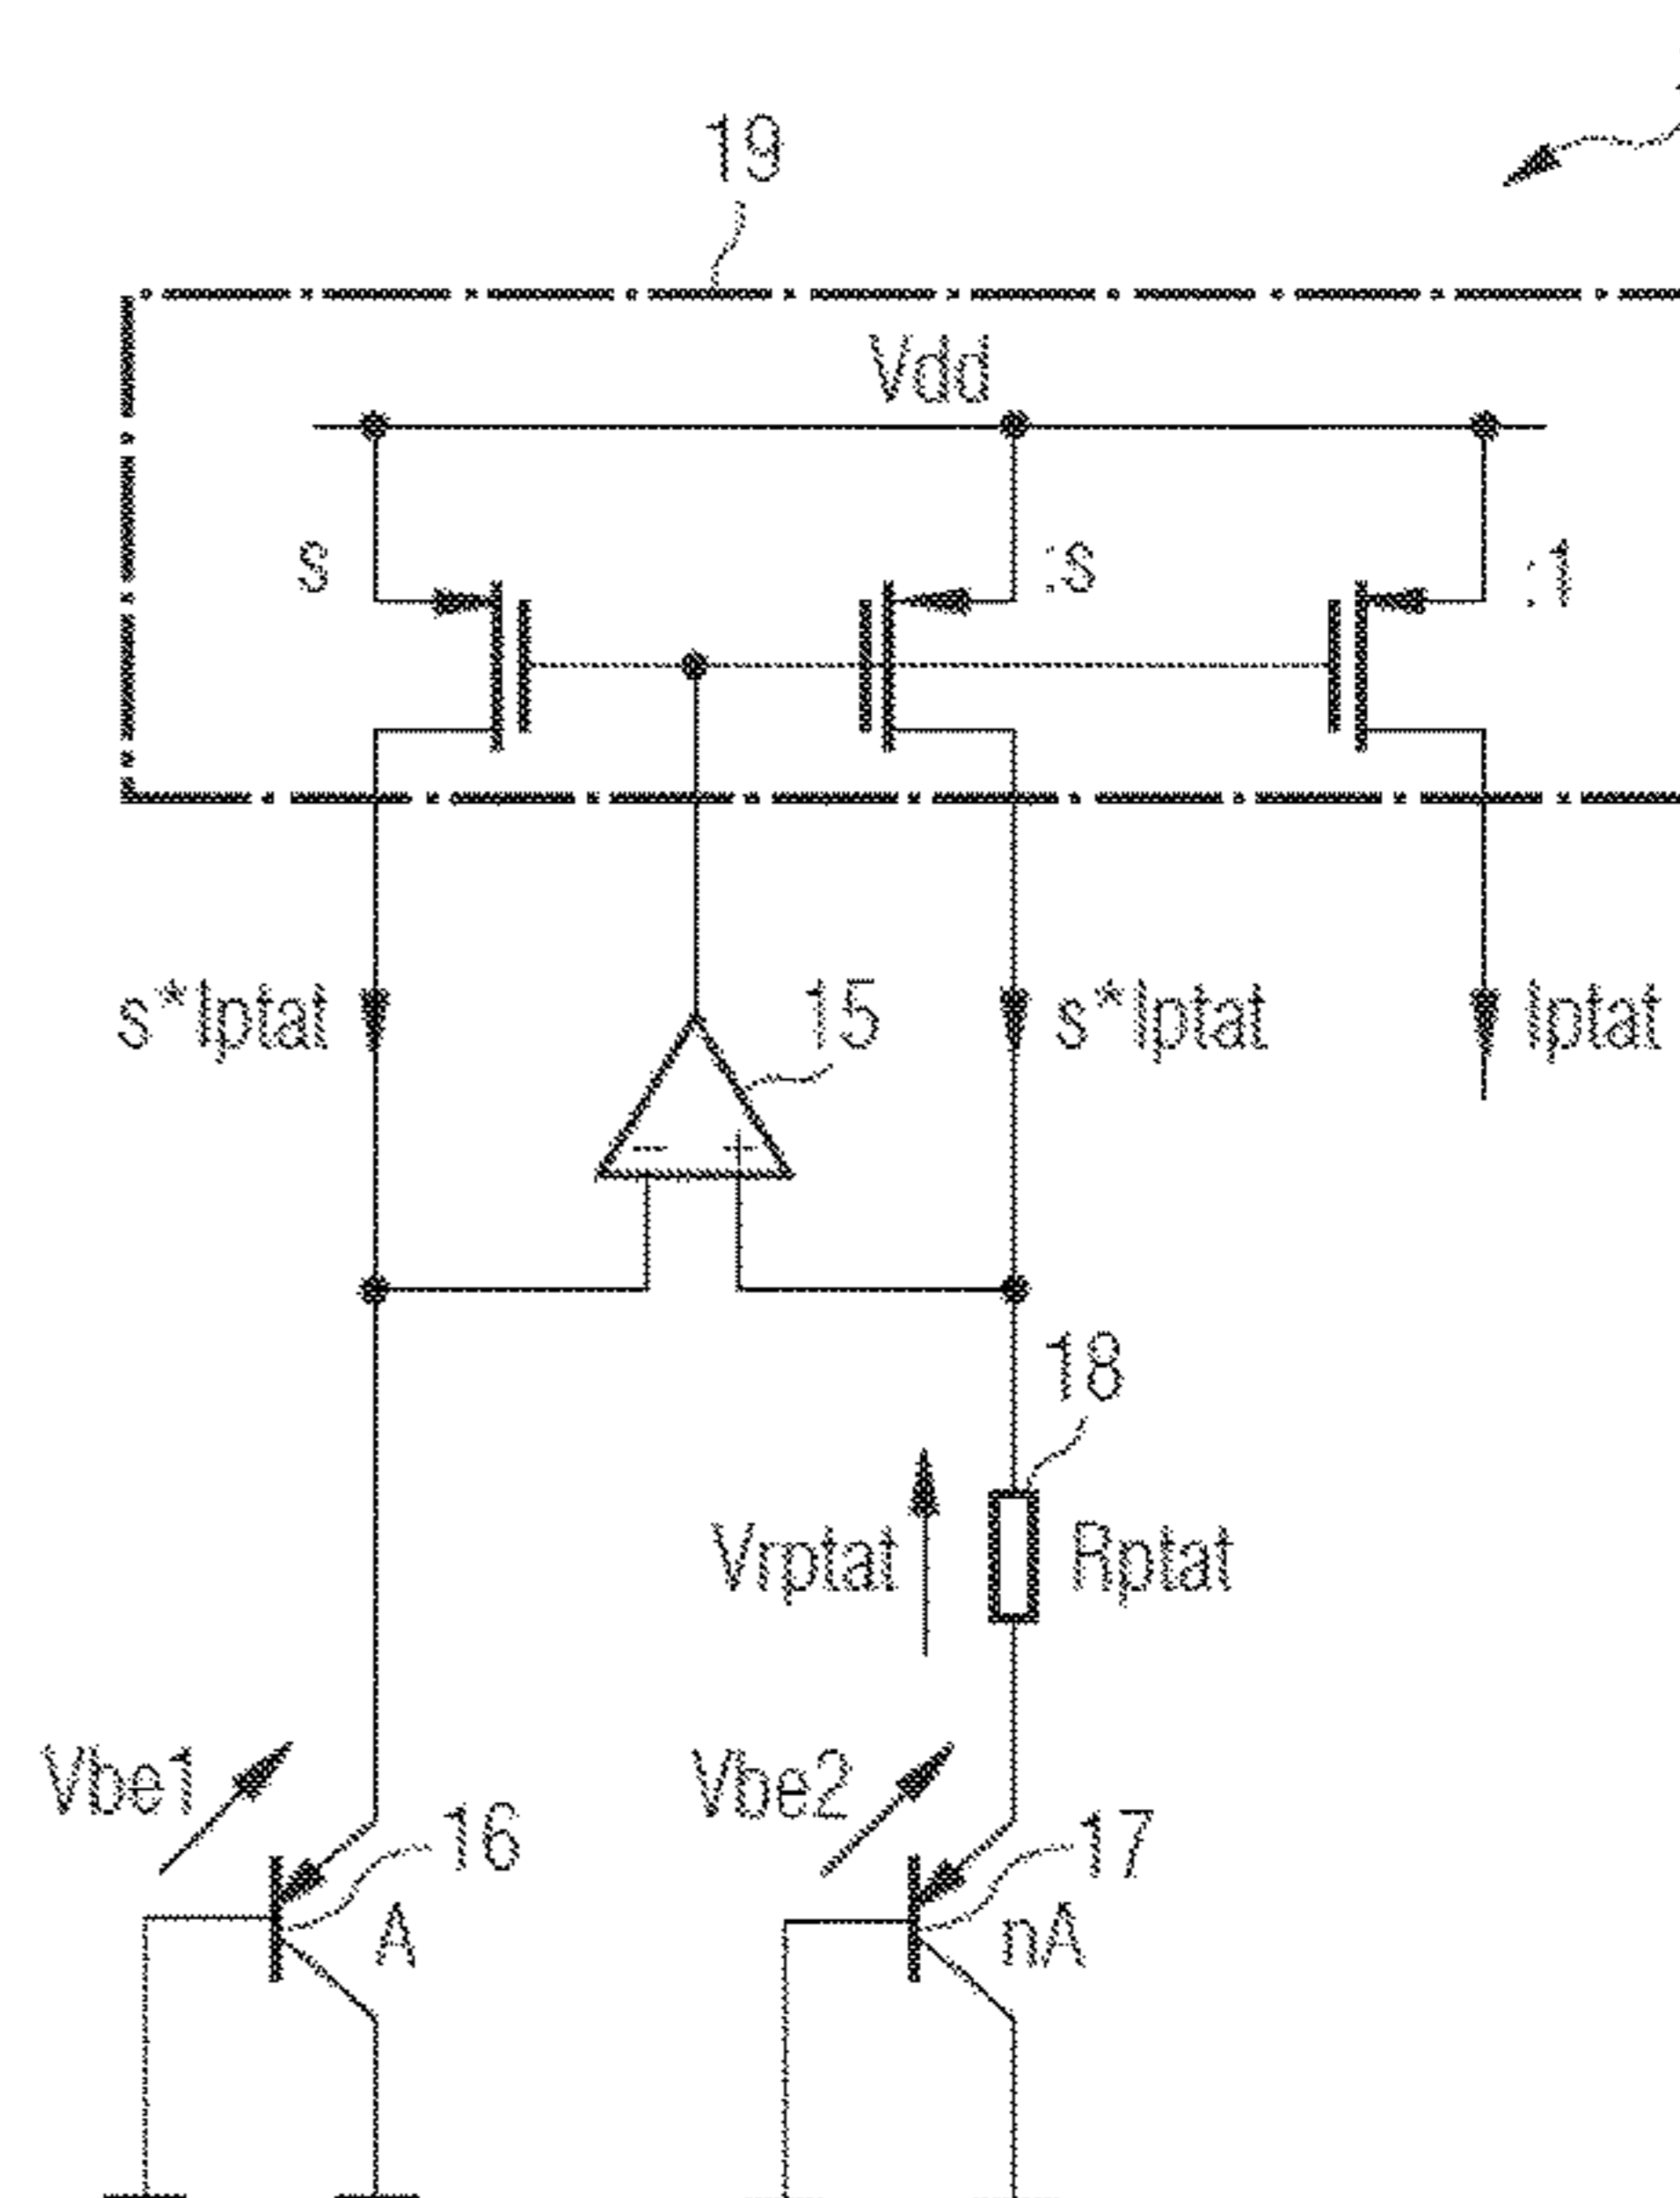 19
Vdd
s :s :1
s*Iptat 15 s*Iptat Iptat
- +
18
Vrptat Rptat
Vbe1 Vbe2
16 17
A nA